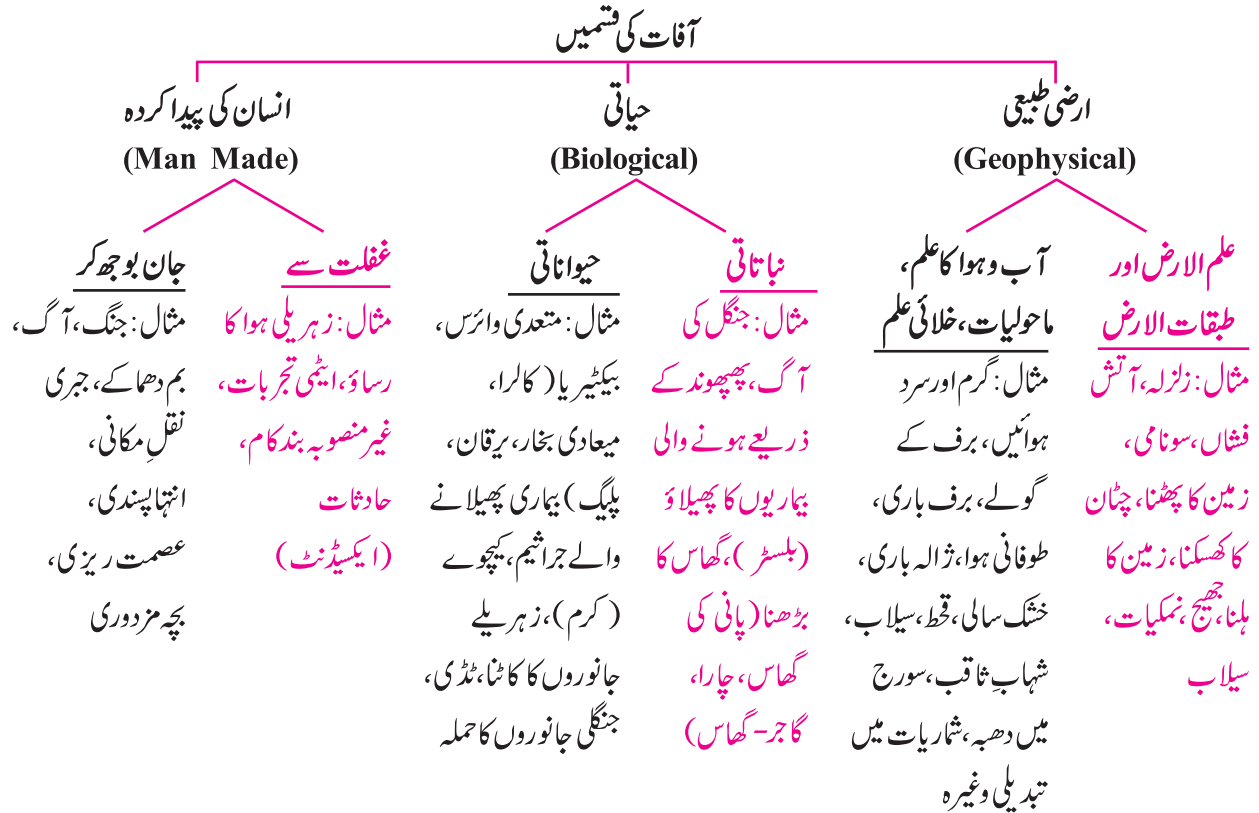 آفات کی قسمیں
ارضی طبیعی
(Geophysical)
علم الارض اور
طبقات الارض
مثال: زلزلہ، آتش
فشاں، سونامی،
زمین کا پھٹنا، چٹان
کا کھسکنا، زمین کا
ہلنا، جھیج، نمکیات،
سیلاب
آب و ہوا کا علم،
ماحولیات، خلائی علم
مثال: گرم اور سرد
ہوائیں، برف کے
گولے، برف باری،
طوفانی ہوا، ژالہ باری،
خشک سالی، قحط، سیلاب،
شہابِ ثاقب، سورج
میں دھبہ، شماریات میں
تبدیلی وغیرہ
حیاتی
(Biological)
نباتاتی
مثال: جنگل کی
آگ، پھپھوند کے
ذریعے ہونے والی
بیماریوں کا پھیلاؤ
(بلسٹر)، گھاس کا
بڑھنا (پانی کی
گھاس، چارا،
گاجر- گھاس)
حیواناتی
مثال: متعدی وائرس،
بیکٹیریا (کالرا،
میعادی بخار، یرقان،
پلیگ) بیماری پھیلانے
والے جراثیم، کیچوے
(کرم)، زہریلے
جانوروں کا کاٹنا، ٹڈی،
جنگلی جانوروں کا حملہ
انسان کی پیدا کردہ
(Man Made)
غفلت سے
مثال: زہریلی ہوا کا
رساؤ، ایٹمی تجربات،
غیر منصوبہ بند کام،
حادثات
(ایکسیڈنٹ)
جان بوجھ کر
مثال: جنگ، آگ،
بم دھماکے، جبری
نقلِ مکانی،
انتہا پسندی،
عصمت ریزی،
بچہ مزدوری